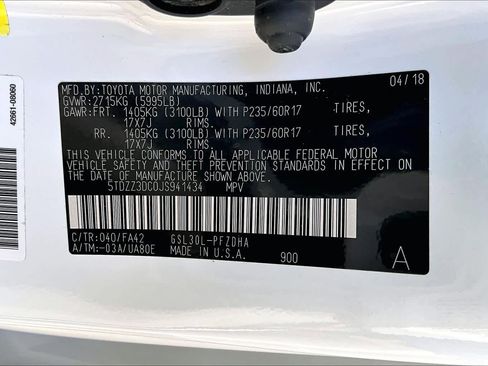 42661-08060
MFD.BY:TOYOTA MOTOR MANUFACTURING, INDIANA, INC. 04/18
GVWR:2715KG (5995LB)
GAWR:FRT. 1405KG (3100LB) WITH P235/60R17 TIRES,
17X7J RIMS.
RR. 1405KG (3100LB) WITH P235/60R17 TIRES,
17X7J RIMS.
THIS VEHICLE CONFORMS TO ALL APPLICABLE FEDERAL MOTOR
VEHICLE SAFETY AND THEFT PREVENTION STANDARDS IN EFFECT ON
THE DATE OF MANUFACTURE SHOWN ABOVE.
5TDZZ3DC0JS941434 MPV
C/TR:040/FA42 GSL30L-PFZDHA
A/TM:-03A/UA80E MADE IN U.S.A. 900 A